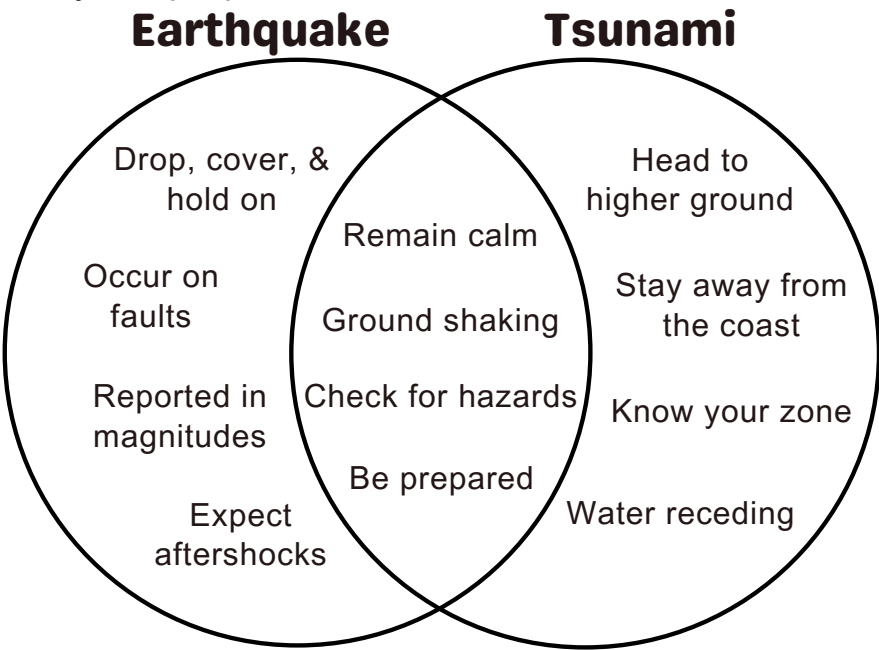 Earthquake
Tsunami
Drop, cover, &
hold on
Occur on
faults
Reported in
magnitudes
Expect
aftershocks
Remain calm
Ground shaking
Check for hazards
Be prepared
Head to
higher ground
Stay away from
the coast
Know your zone
Water receding